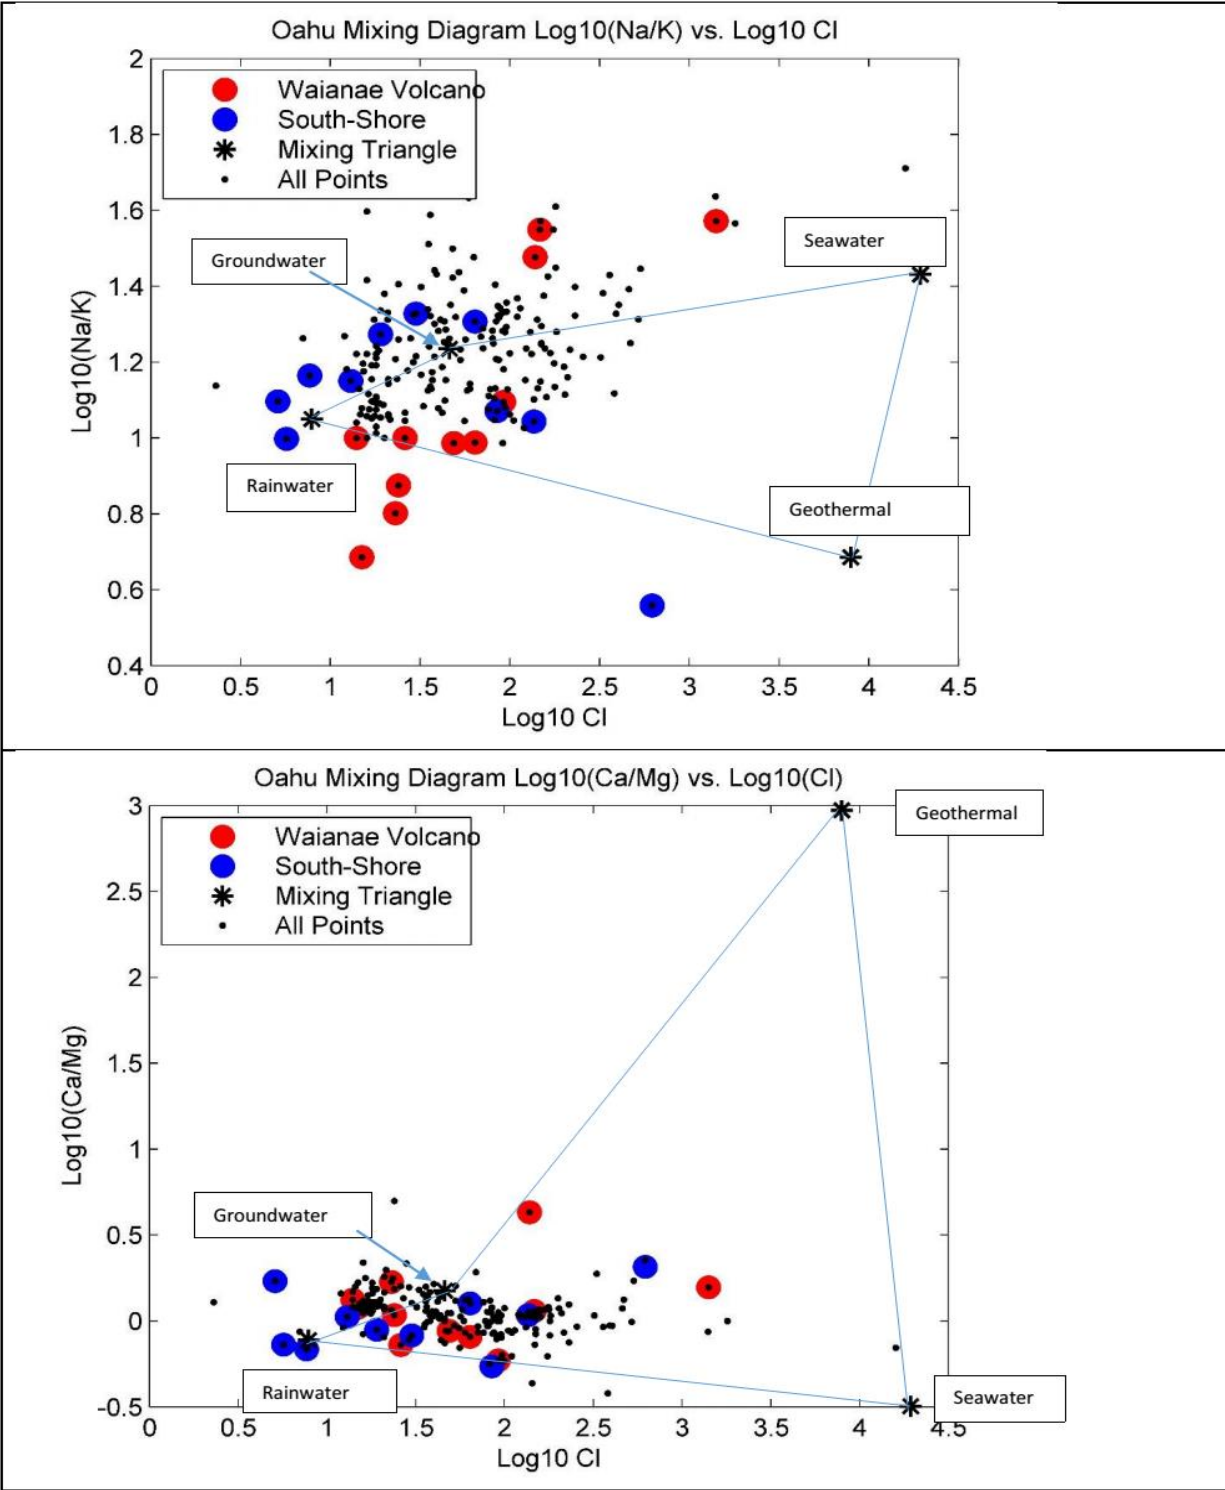 Oahu Mixing Diagram Log10(Na/K) vs. Log10 Cl
2
1.8
1.6
1.4
1.2
1
0.8
0.6
0.4
Log10(Na/K)
Waianae Volcano
South-Shore
Mixing Triangle
All Points
Groundwater
Seawater
Rainwater
Geothermal
0 0.5 1 1.5 2 2.5 3 3.5 4 4.5
Log10 Cl
Oahu Mixing Diagram Log10(Ca/Mg) vs. Log10(Cl)
3
2.5
2
1.5
1
0.5
0
-0.5
Log10(Ca/Mg)
Waianae Volcano
South-Shore
Mixing Triangle
All Points
Geothermal
Groundwater
Rainwater
Seawater
0 0.5 1 1.5 2 2.5 3 3.5 4 4.5
Log10 Cl